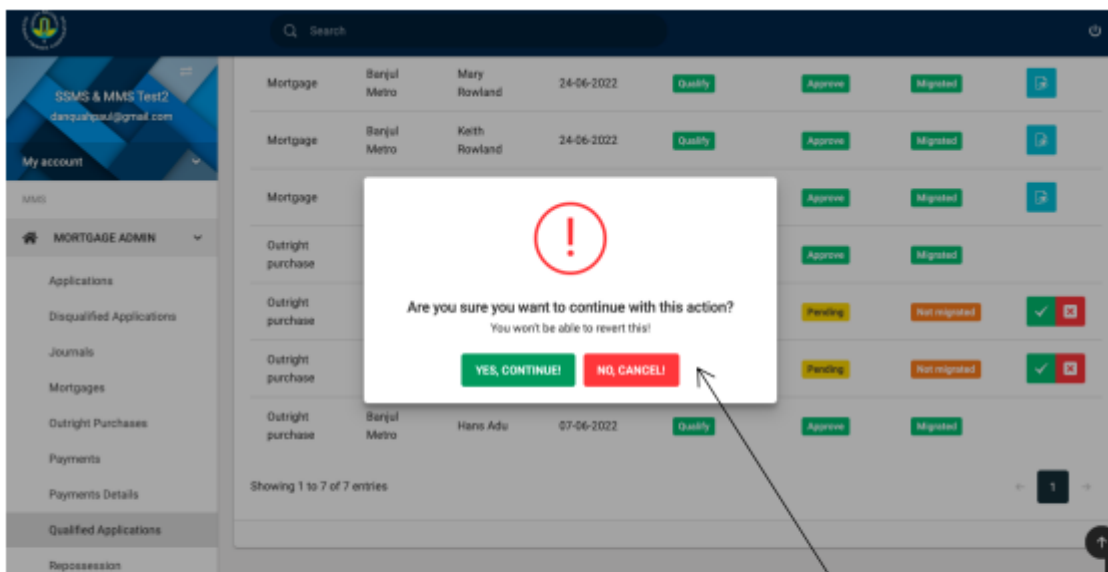 Search
SSMS & MMS Test2
danquahpaul@gmail.com
My account
MMS
MORTGAGE ADMIN
Applications
Disqualified Applications
Journals
Mortgages
Outright Purchases
Payments
Payments Details
Qualified Applications
Repossession
Mortgage Banjul Metro Mary Rowland 24-06-2022 Qualify Approve Migrated
Mortgage Banjul Metro Keith Rowland 24-06-2022 Qualify Approve Migrated
Mortgage Approve Migrated
Outright purchase Approve Migrated
Outright purchase Pending Not migrated
Outright purchase Pending Not migrated
Outright purchase Banjul Metro Hans Adu 07-06-2022 Qualify Approve Migrated
Showing 1 to 7 of 7 entries
1
Are you sure you want to continue with this action?
You won't be able to revert this!
YES, CONTINUE!
NO, CANCEL!